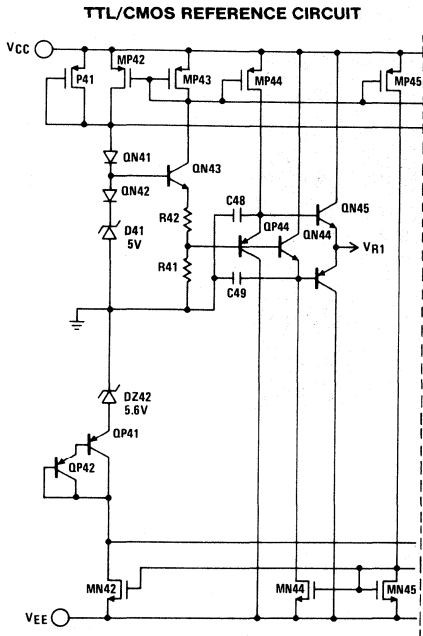 TTL/CMOS REFERENCE CIRCUIT
VCC
P41
MP42
MP43
MP44
MP45
QN41
QN42
QN43
D41
5V
R42
R41
C48
C49
QP44
QN44
QN45
VR1
DZ42
5.6V
QP41
QP42
MN42
MN44
MN45
VEE